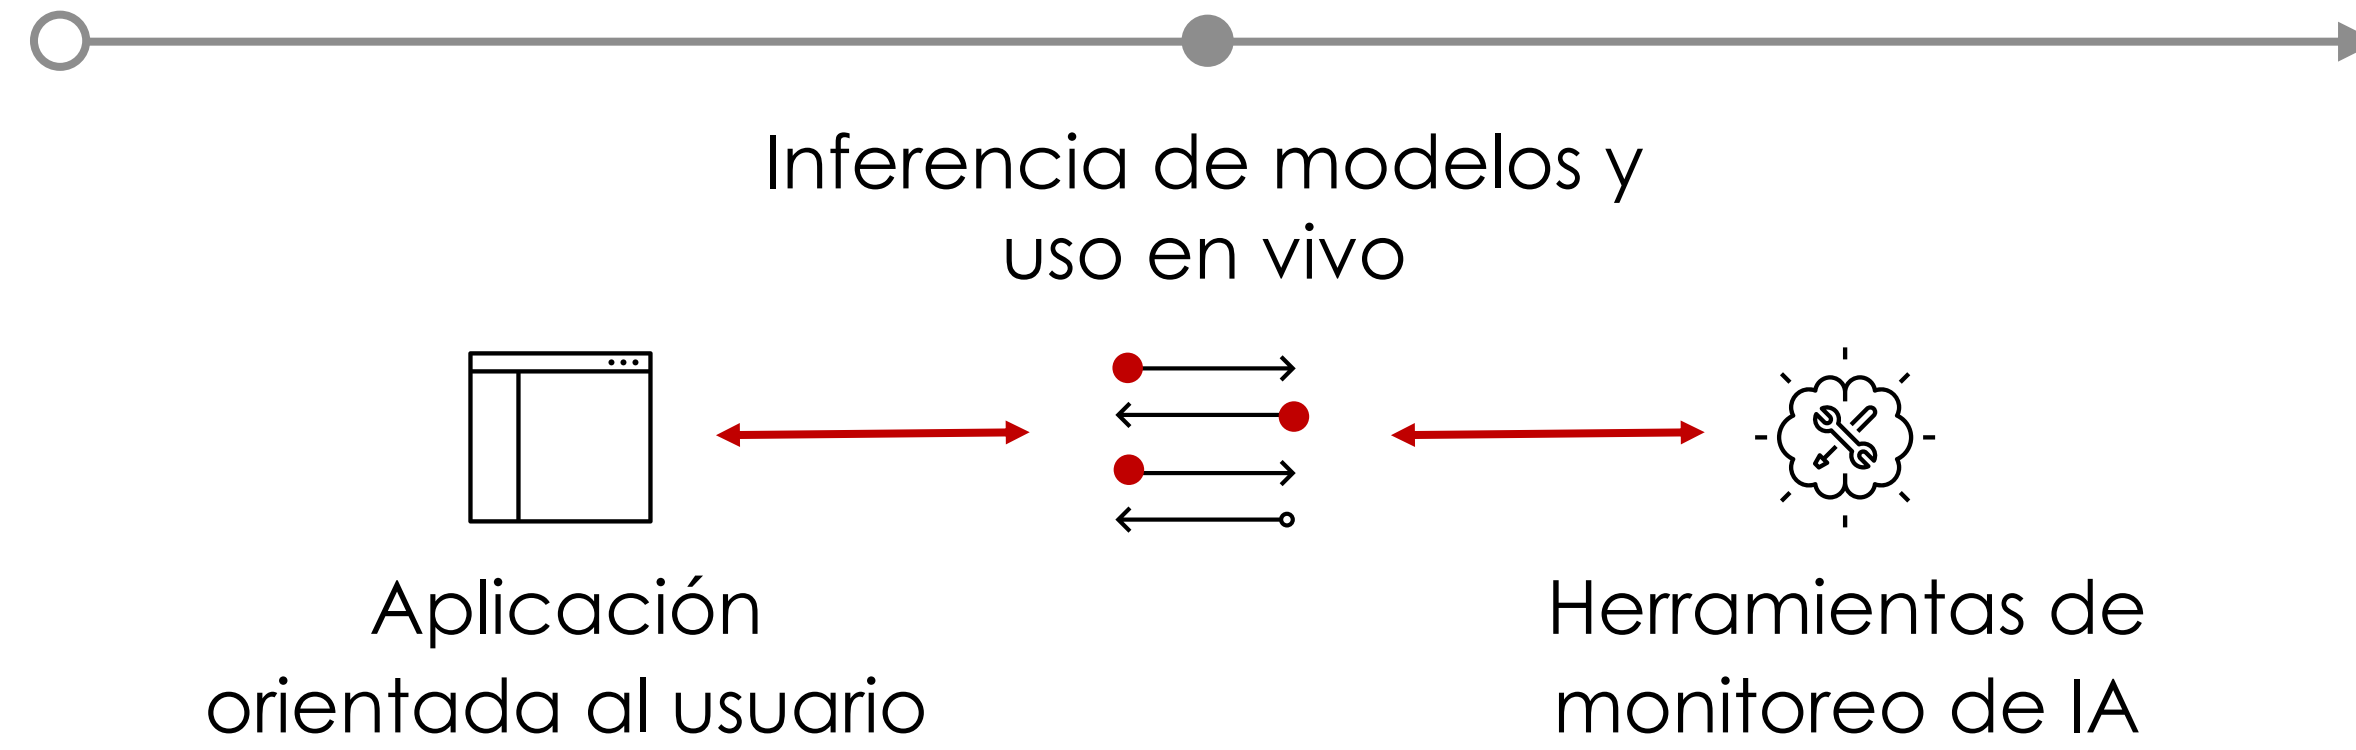 Inferencia de modelos y
uso en vivo
Aplicación
orientada al usuario
Herramientas de
monitoreo de IA